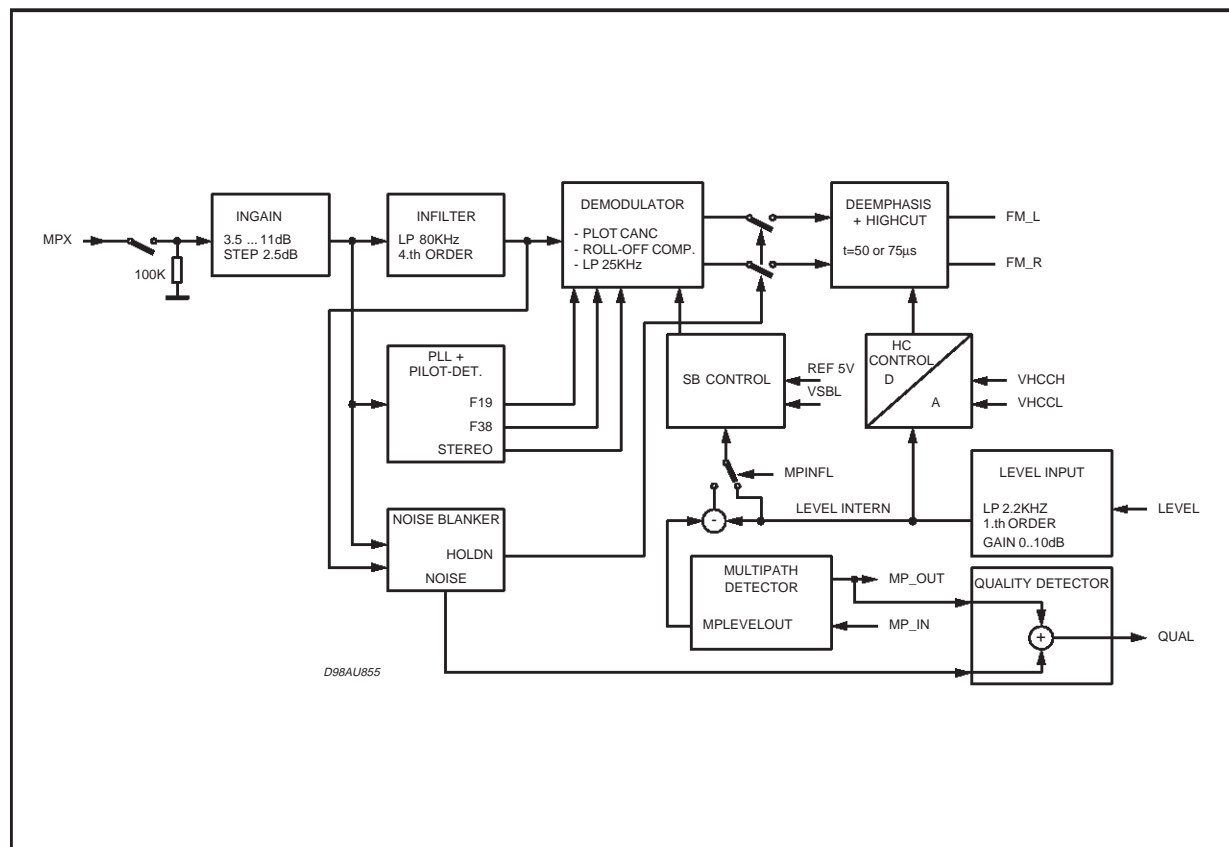 INGAIN
3.5 ... 11dB
STEP 2.5dB
MPX
100K
INFILTER
LP 80KHz
4.th ORDER
DEMODULATOR
- PLOT CANC
- ROLL-OFF COMP.
- LP 25KHz
DEEMPHASIS
+ HIGHCUT
t=50 or 75µs
FM_L
FM_R
PLL +
PILOT-DET.
F19
F38
STEREO
SB CONTROL
REF 5V
VSBL
HC
CONTROL
D
A
VHCCH
VHCCL
MPINFL
LEVEL INTERN
-
LEVEL INPUT
LP 2.2KHZ
1.th ORDER
GAIN 0..10dB
LEVEL
NOISE BLANKER
HOLDN
NOISE
MULTIPATH
DETECTOR
MPLEVELOUT
MP_OUT
MP_IN
QUALITY DETECTOR
+
QUAL
D98AU855